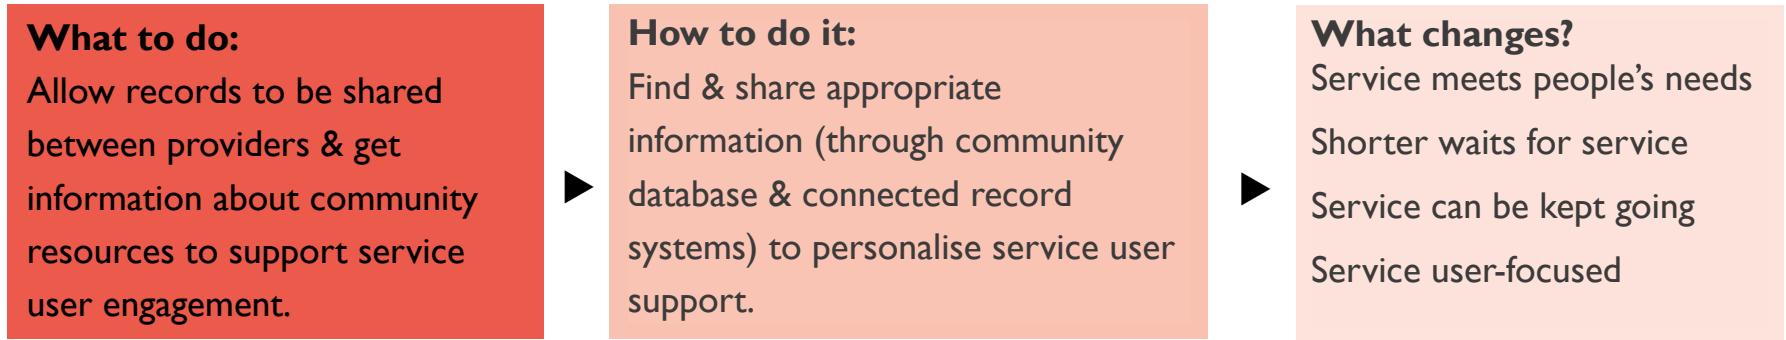 What to do:
Allow records to be shared
between providers & get
information about community
resources to support service
user engagement.
How to do it:
Find & share appropriate
information (through community
database & connected record
systems) to personalise service user
support.
What changes?
Service meets people’s needs
Shorter waits for service
Service can be kept going
Service user-focused